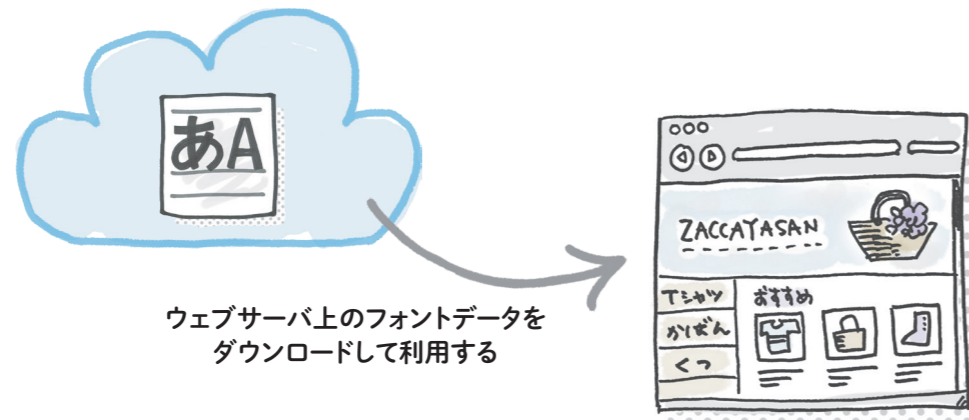 あA
ウェブサーバ上のフォントデータを
ダウンロードして利用する
ZACCAYASAN
Tシャツ
おすすめ
かばん
くつ